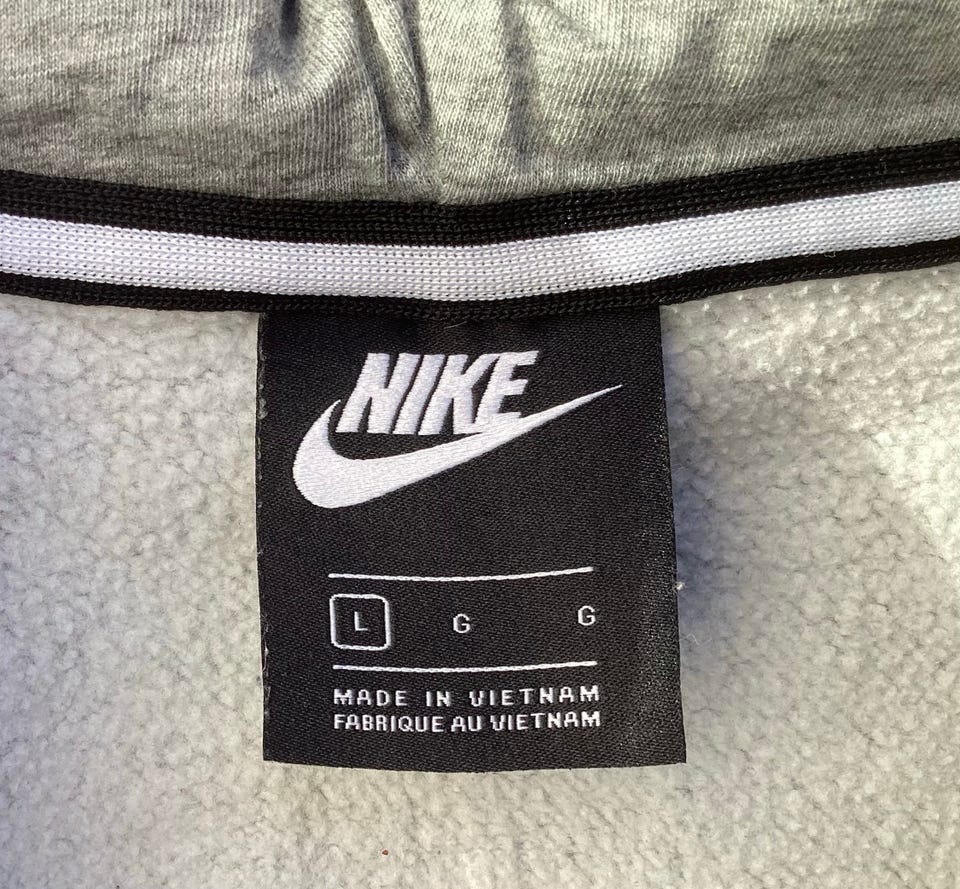 NIKE
L G G
MADE IN VIETNAM
FABRIQUE AU VIETNAM